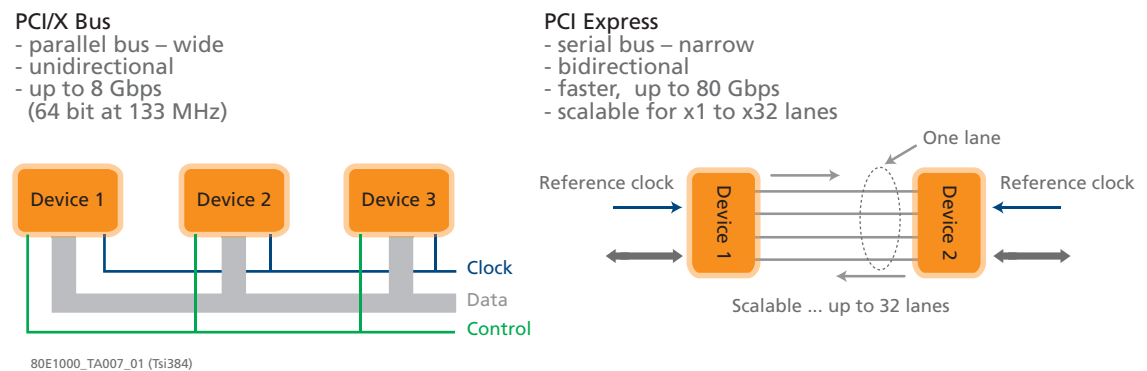 PCI/X Bus
- parallel bus – wide
- unidirectional
- up to 8 Gbps
(64 bit at 133 MHz)
Device 1
Device 2
Device 3
Clock
Data
Control
80E1000_TA007_01 (Tsi384)
PCI Express
- serial bus – narrow
- bidirectional
- faster, up to 80 Gbps
- scalable for x1 to x32 lanes
One lane
Reference clock
Device 1
Device 2
Reference clock
Scalable ... up to 32 lanes